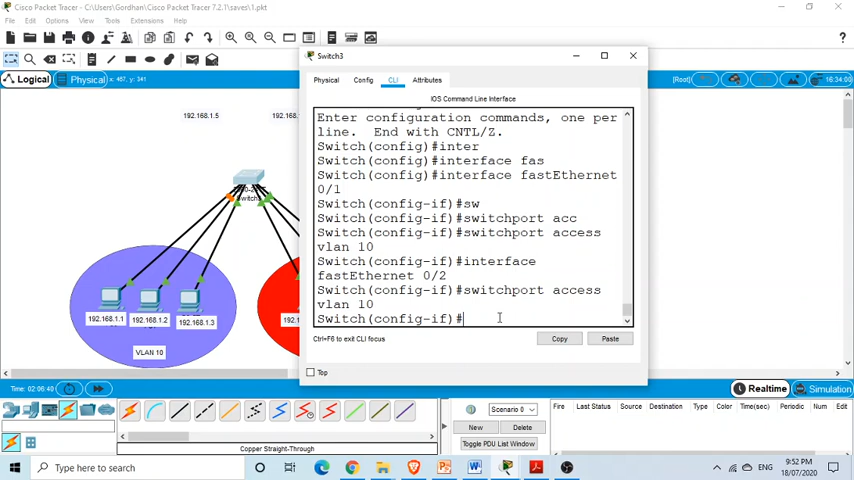 Cisco Packet Tracer - C:\Users\Gordhan\Cisco Packet Tracer 7.2.1\saves\1.pkt
File Edit Options View Tools Extensions Help
Logical
Physical
x: 457, y: 341
[Root]
16:34:00
192.168.1.5
Switch3
Physical Config CLI Attributes
IOS Command Line Interface
Enter configuration commands, one per
line. End with CNTL/Z.
Switch(config)#inter
Switch(config)#interface fas
Switch(config)#interface fastEthernet
0/1
Switch(config-if)#sw
Switch(config-if)#switchport acc
Switch(config-if)#switchport access
vlan 10
Switch(config-if)#interface
fastEthernet 0/2
Switch(config-if)#switchport access
vlan 10
Switch(config-if)#
Ctrl+F6 to exit CLI focus
Copy
Paste
Top
Switch3
192.168.1.1
192.168.1.2
192.168.1.3
VLAN 10
Time: 02:06:40
Realtime
Simulation
Scenario 0
New
Delete
Toggle PDU List Window
Fire Last Status Source Destination Type Color Time(sec) Periodic Num Edit
Copper Straight-Through
Type here to search
ENG
9:52 PM
18/07/2020